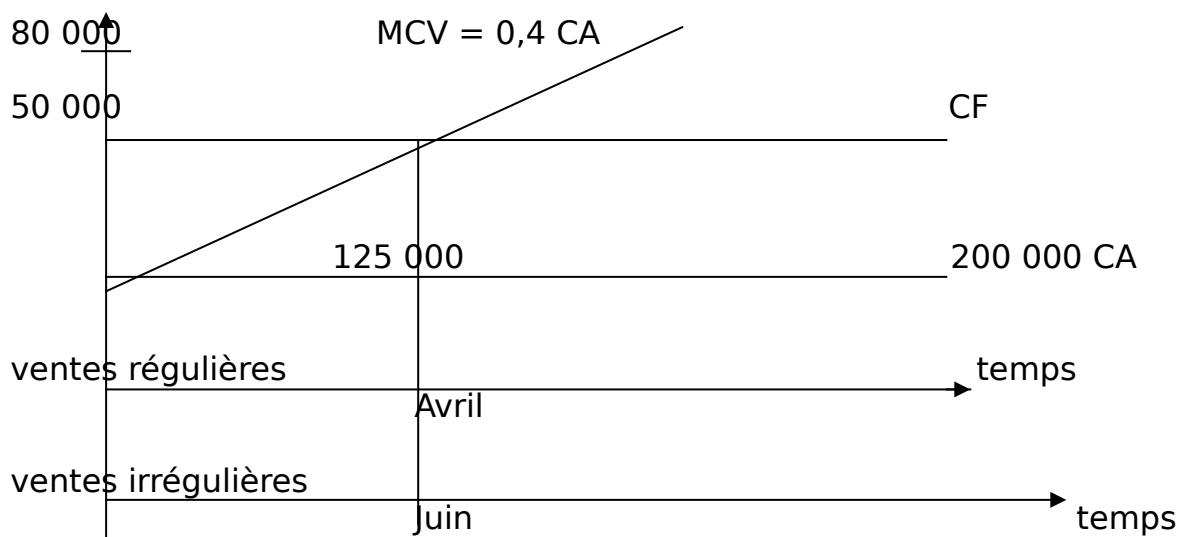 80 000 MCV = 0,4 CA
50 000 CF
125 000 200 000 CA
ventes régulières temps
Avril
ventes irrégulières
Juin temps